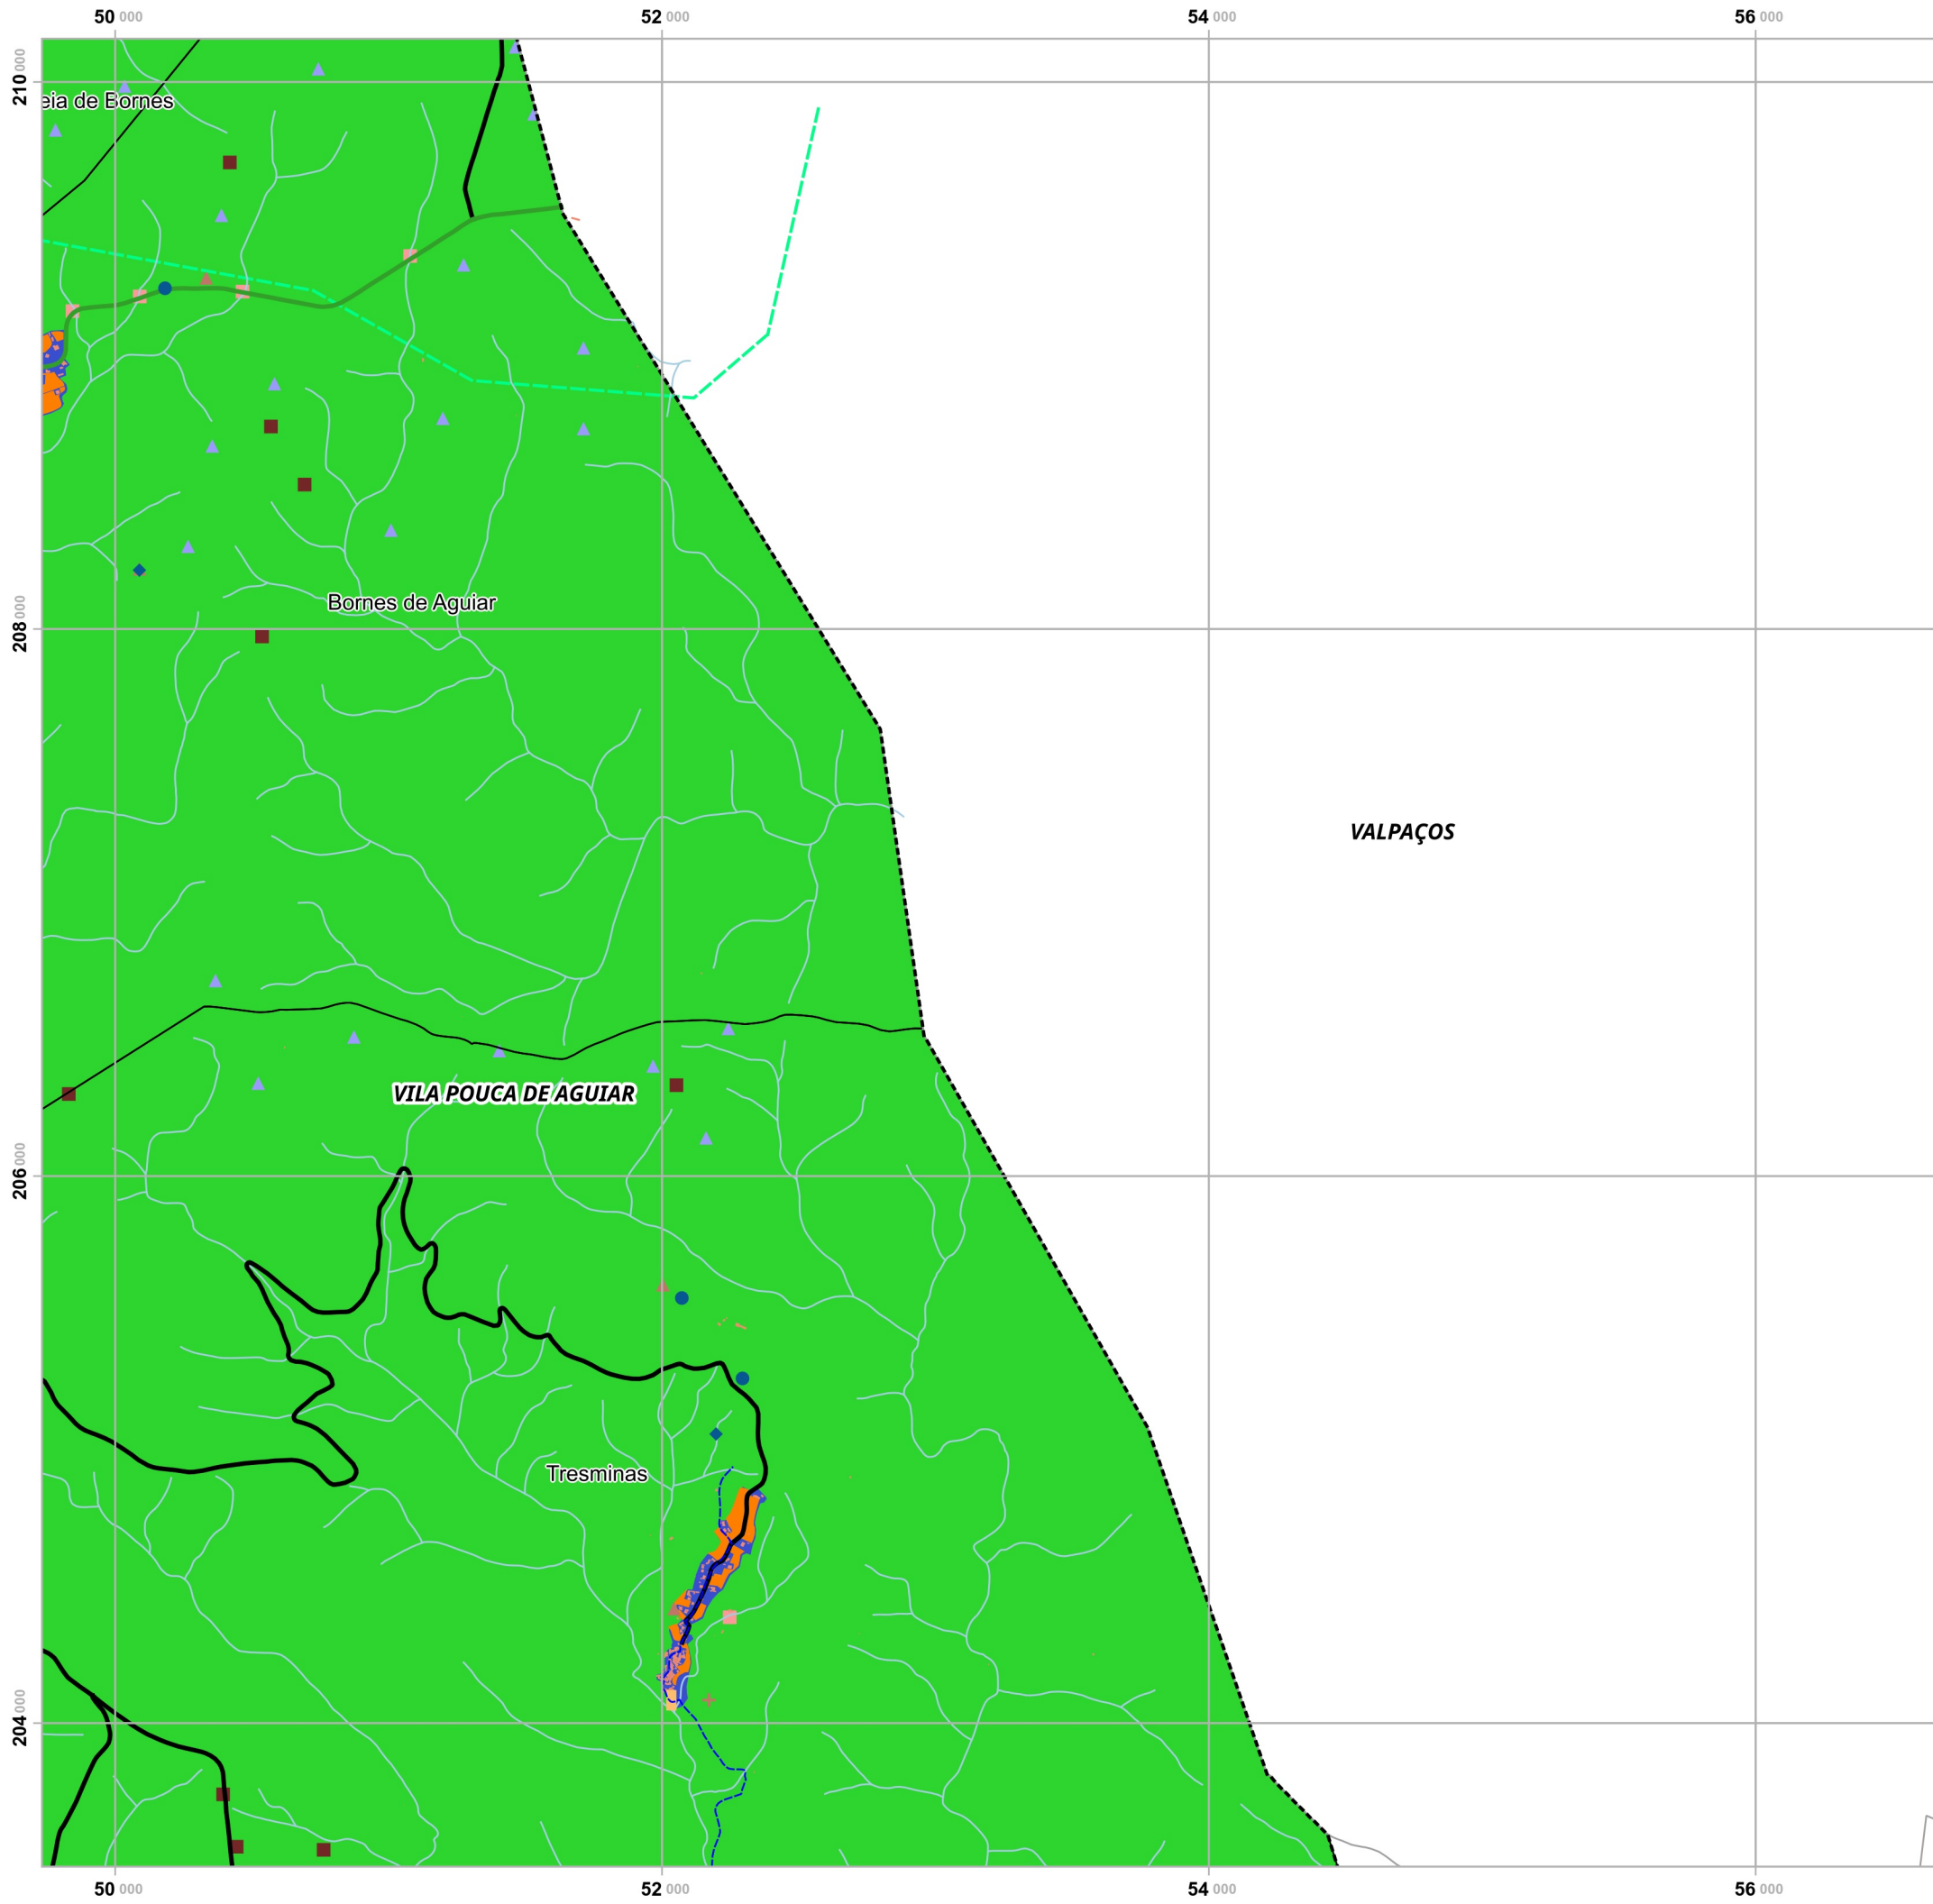 50 000 52 000 54 000 56 000
210 000
eia de Bornes
208 000
Bornes de Aguiar
VALPAÇOS
VILA POUCA DE AGUIAR
206 000
Tresminas
204 000
50 000 52 000 54 000 56 000